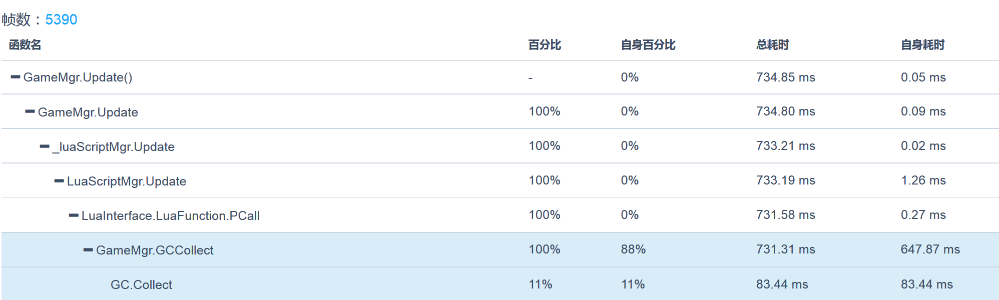 帧数：5390
函数名 百分比 自身百分比 总耗时 自身耗时
GameMgr.Update() - 0% 734.85 ms 0.05 ms
GameMgr.Update 100% 0% 734.80 ms 0.09 ms
_luaScriptMgr.Update 100% 0% 733.21 ms 0.02 ms
LuaScriptMgr.Update 100% 0% 733.19 ms 1.26 ms
LuaInterface.LuaFunction.PCall 100% 0% 731.58 ms 0.27 ms
GameMgr.GCCollect 100% 88% 731.31 ms 647.87 ms
GC.Collect 11% 11% 83.44 ms 83.44 ms